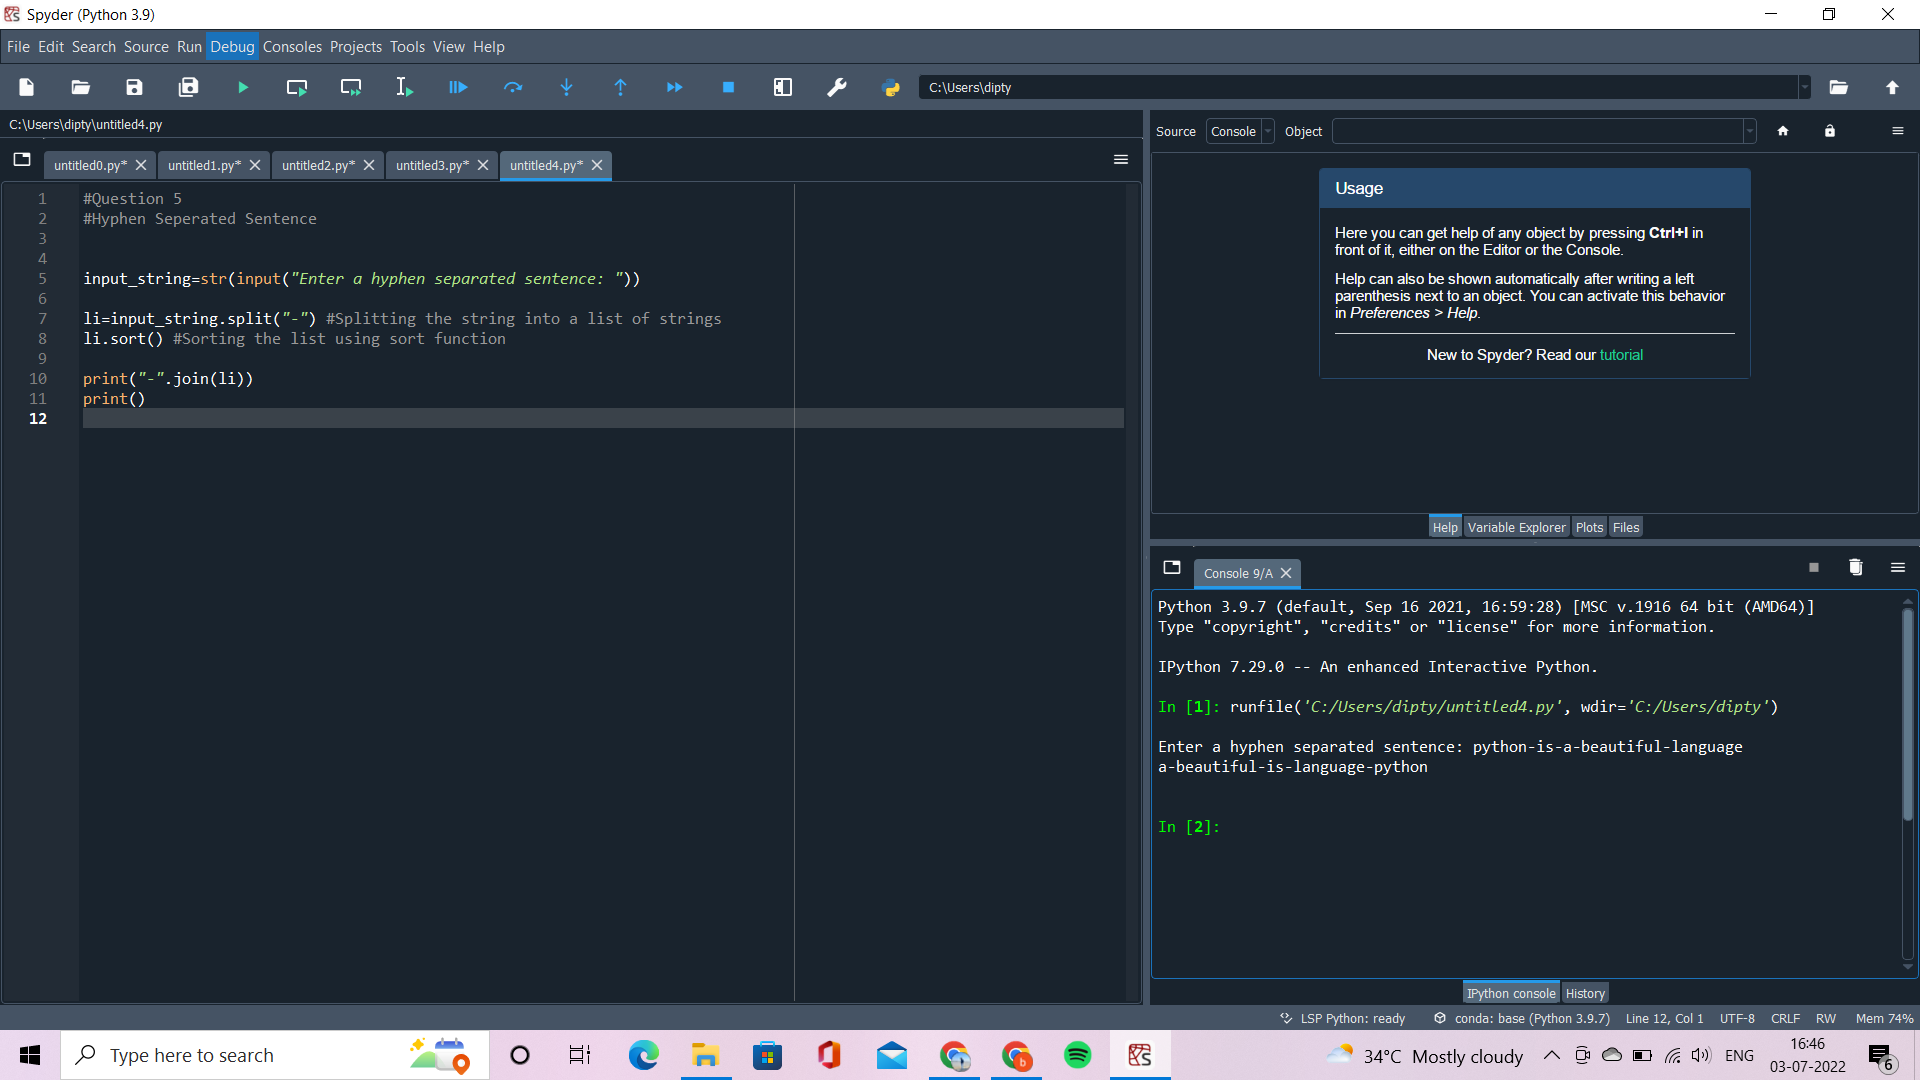 Spyder (Python 3.9)
File Edit Search Source Run Debug Consoles Projects Tools View Help
C:\Users\dipty
C:\Users\dipty\untitled4.py
untitled0.py* untitled1.py* untitled2.py* untitled3.py* untitled4.py*
1 #Question 5
2 #Hyphen Seperated Sentence
3
4
5 input_string=str(input("Enter a hyphen separated sentence: "))
6
7 li=input_string.split("-") #Splitting the string into a list of strings
8 li.sort() #Sorting the list using sort function
9
10 print("-".join(li))
11 print()
12
Source Console Object
Usage
Here you can get help of any object by pressing Ctrl+I in
front of it, either on the Editor or the Console.
Help can also be shown automatically after writing a left
parenthesis next to an object. You can activate this behavior
in Preferences > Help.
New to Spyder? Read our tutorial
Help Variable Explorer Plots Files
Console 9/A
Python 3.9.7 (default, Sep 16 2021, 16:59:28) [MSC v.1916 64 bit (AMD64)]
Type "copyright", "credits" or "license" for more information.
IPython 7.29.0 -- An enhanced Interactive Python.
In [1]: runfile('C:/Users/dipty/untitled4.py', wdir='C:/Users/dipty')
Enter a hyphen separated sentence: python-is-a-beautiful-language
a-beautiful-is-language-python
In [2]:
IPython console History
LSP Python: ready conda: base (Python 3.9.7) Line 12, Col 1 UTF-8 CRLF RW Mem 74%
Type here to search
34°C Mostly cloudy
ENG
16:46
03-07-2022
6